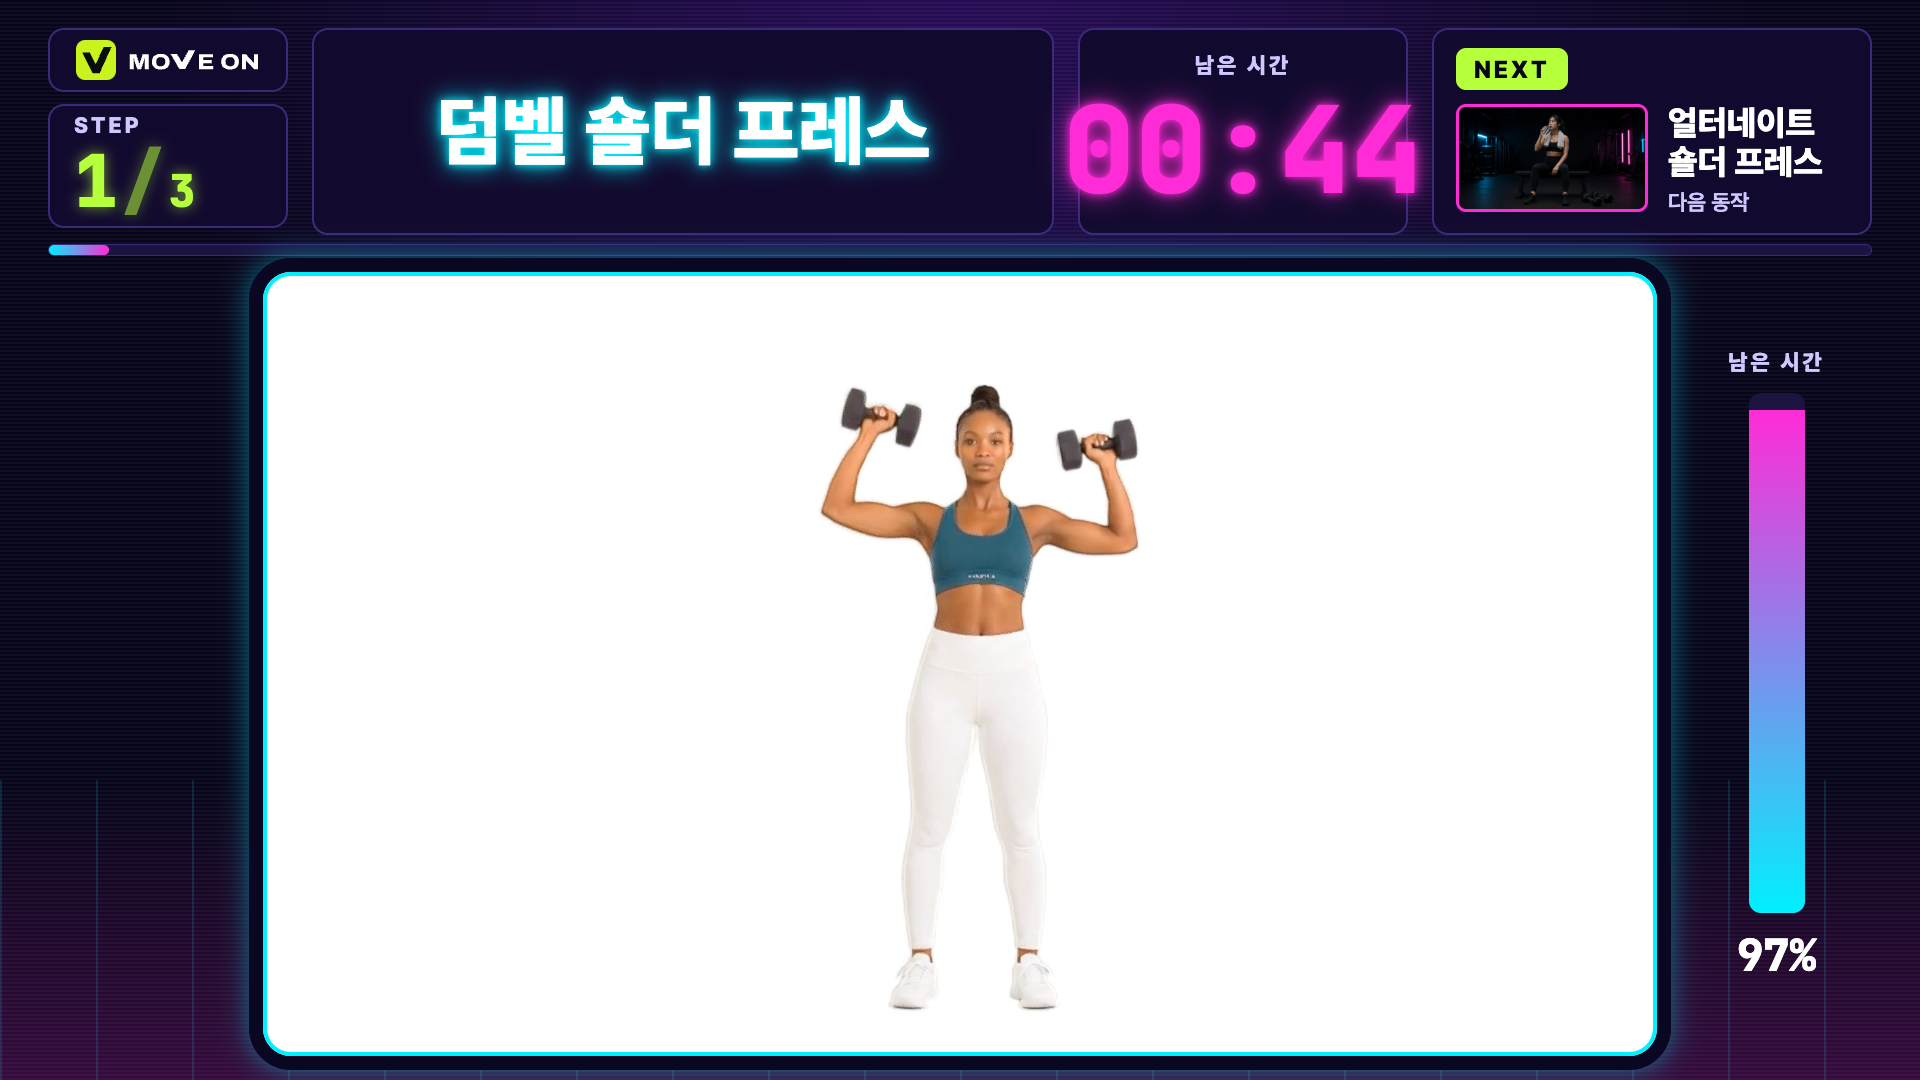 MOVE ON
STEP
1/3
덤벨 숄더 프레스
남은 시간
00:44
NEXT
얼터네이트
숄더 프레스
다음 동작
남은 시간
97%